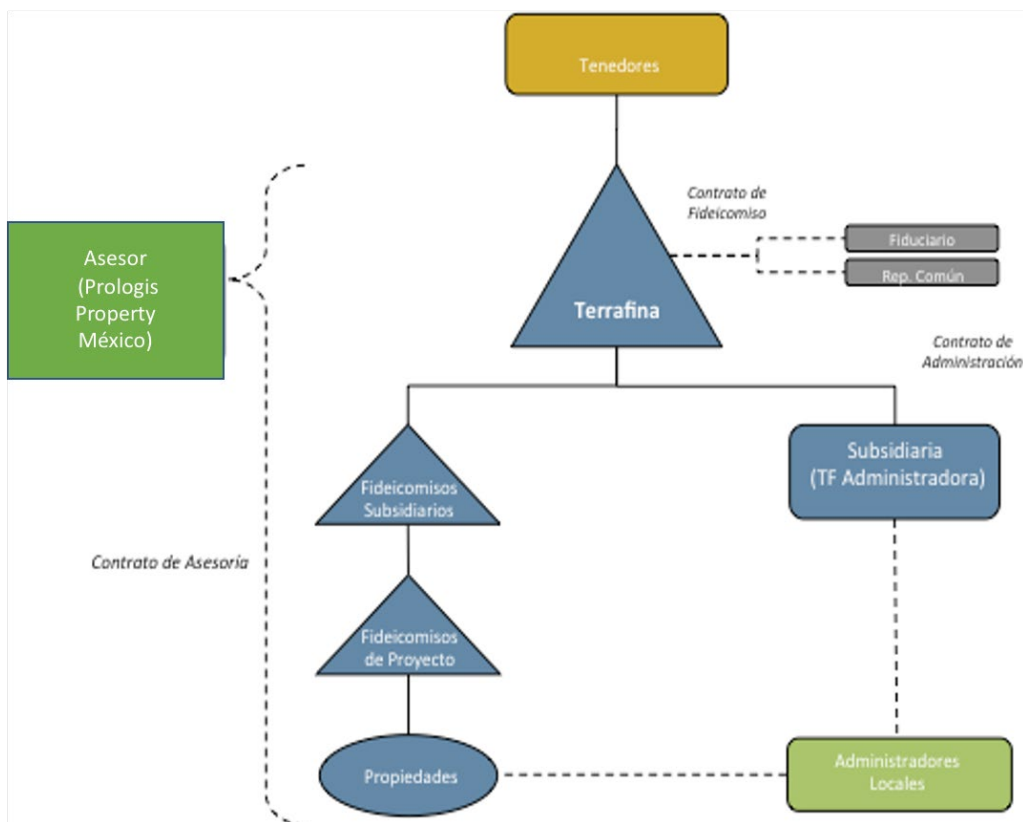 Tenedores
Contrato de
Fideicomiso
Fiduciario
Rep. Común
Asesor
(Prologis
Property
México)
Terrafina
Contrato de
Administración
Subsidiaria
(TF Administradora)
Fideicomisos
Subsidiarios
Contrato de Asesoría
Fideicomisos
de Proyecto
Propiedades
Administradores
Locales